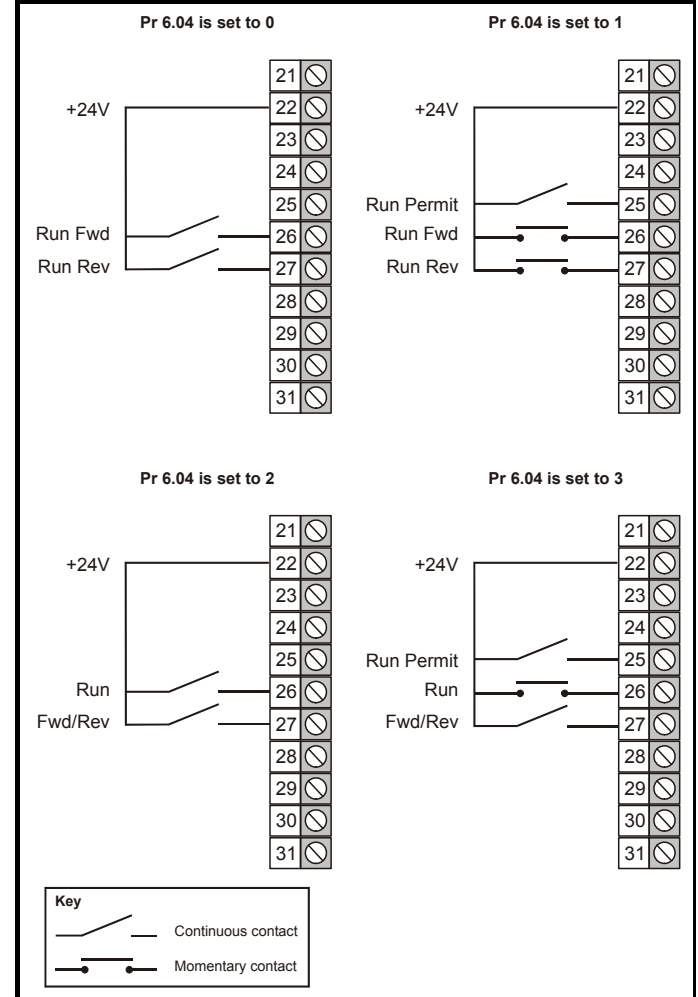 Pr 6.04 is set to 0
21
+24V 22
23
24
25
Run Fwd 26
Run Rev 27
28
29
30
31
Pr 6.04 is set to 1
21
+24V 22
23
24
Run Permit 25
Run Fwd 26
Run Rev 27
28
29
30
31
Pr 6.04 is set to 2
21
+24V 22
23
24
25
Run 26
Fwd/Rev 27
28
29
30
31
Pr 6.04 is set to 3
21
+24V 22
23
24
Run Permit 25
Run 26
Fwd/Rev 27
28
29
30
31
Key
Continuous contact
Momentary contact